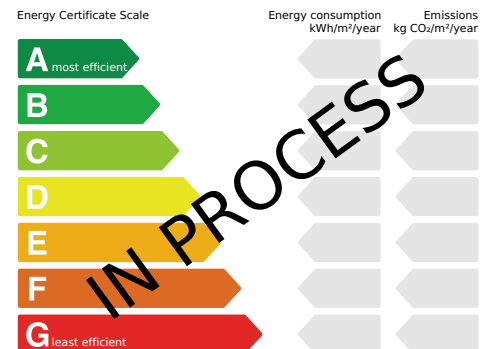 Energy Certificate Scale
Energy consumption
kWh/m²/year
Emissions
kg CO₂/m²/year
A most efficient
B
C
D
E
F
G least efficient
IN PROCESS